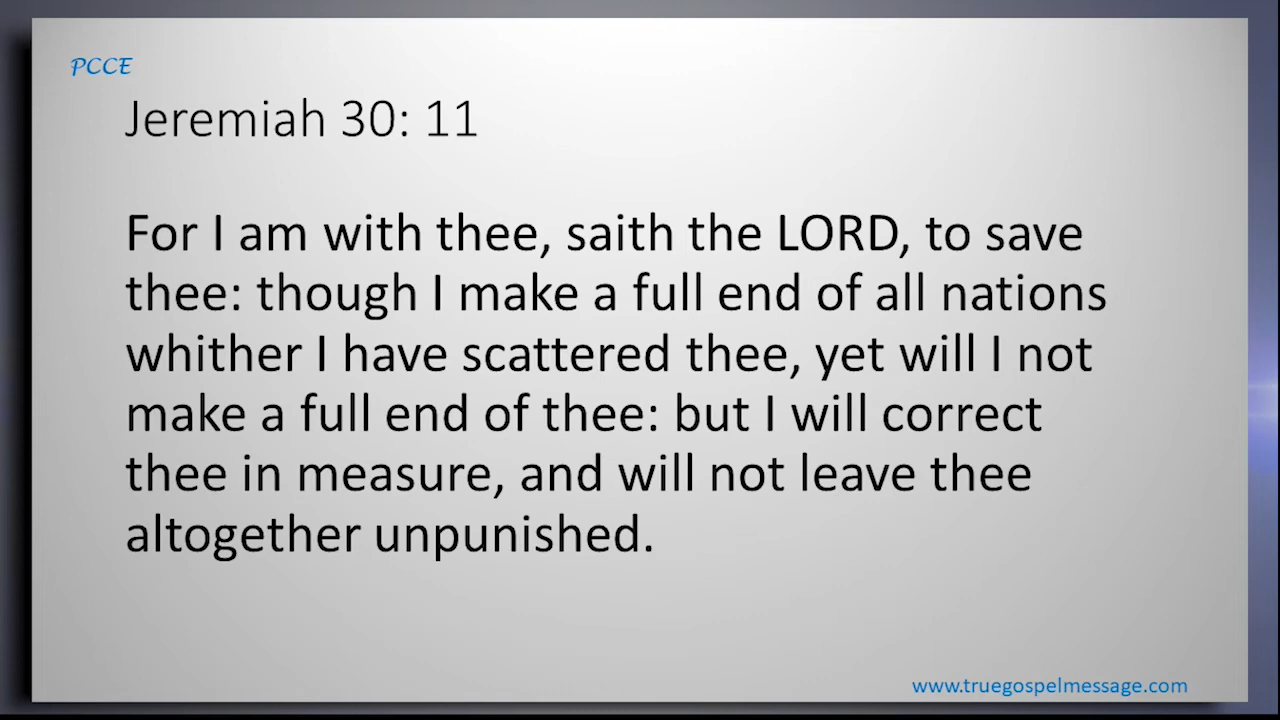 PCCE
Jeremiah 30: 11
For I am with thee, saith the LORD, to save
thee: though I make a full end of all nations
whither I have scattered thee, yet will I not
make a full end of thee: but I will correct
thee in measure, and will not leave thee
altogether unpunished.
www.truegospelmessage.com